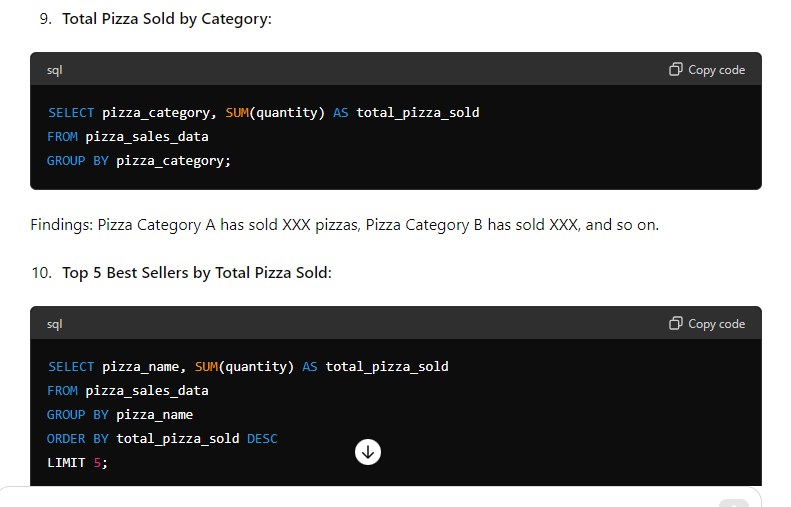 9. Total Pizza Sold by Category:
sql Copy code
SELECT pizza_category, SUM(quantity) AS total_pizza_sold
FROM pizza_sales_data
GROUP BY pizza_category;
Findings: Pizza Category A has sold XXX pizzas, Pizza Category B has sold XXX, and so on.
10. Top 5 Best Sellers by Total Pizza Sold:
sql Copy code
SELECT pizza_name, SUM(quantity) AS total_pizza_sold
FROM pizza_sales_data
GROUP BY pizza_name
ORDER BY total_pizza_sold DESC
LIMIT 5;